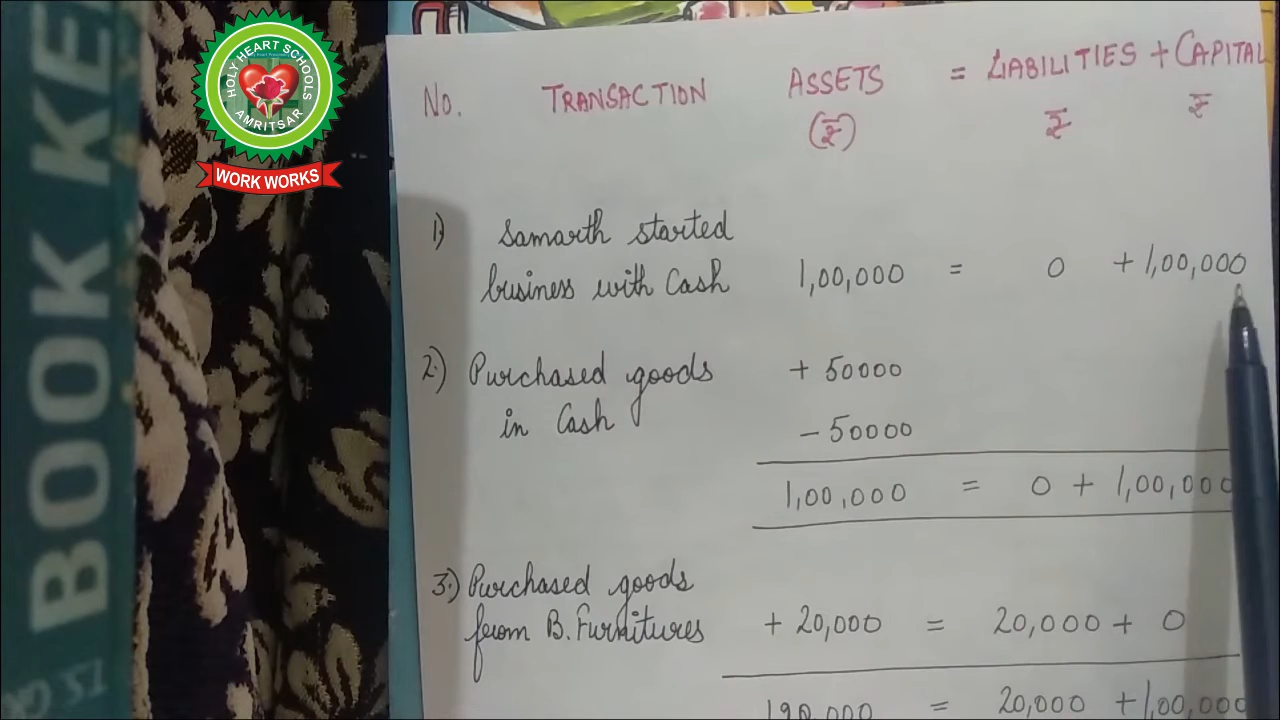 BOOK KE
HOLY HEART SCHOOLS
AMRITSAR
WORK WORKS
No. TRANSACTION ASSETS = LIABILITIES + CAPITAL
(₹) ₹ ₹
1) Samarth started
business with Cash 1,00,000 = 0 + 1,00,000
2) Purchased goods + 50000
in Cash - 50000
1,00,000 = 0 + 1,00,000
3.) Purchased goods
from B. Furnitures + 20,000 = 20,000 + 0
120,000 = 20,000 + 1,00,000